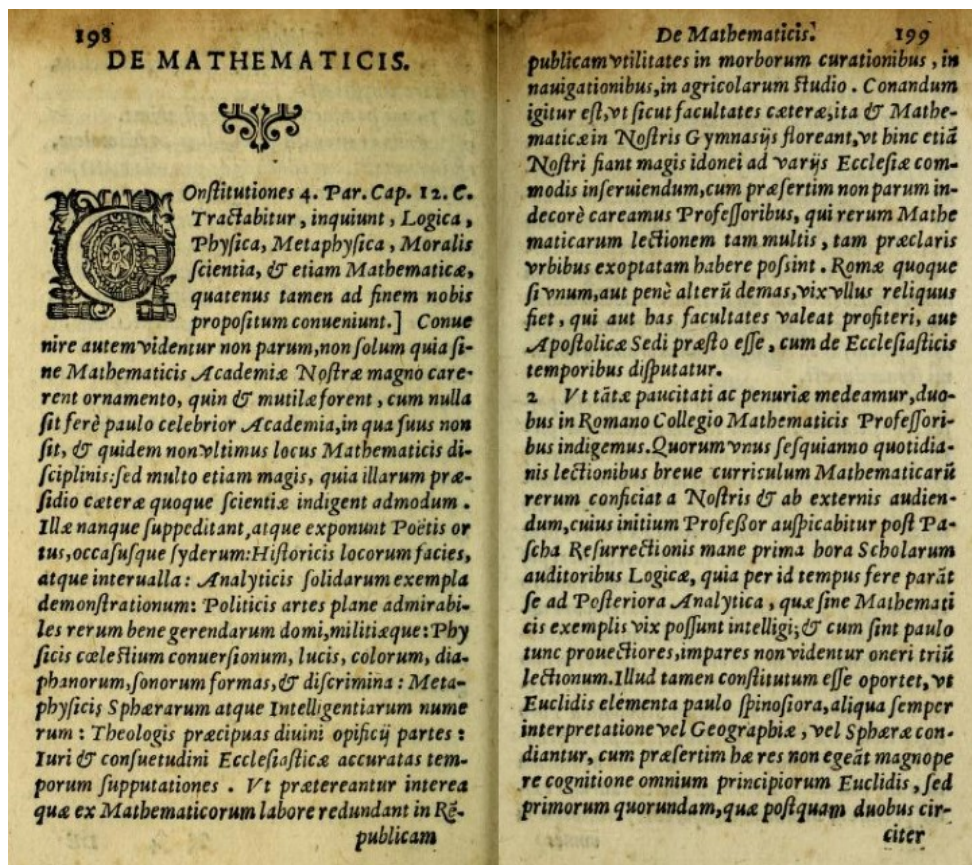 198
DE MATHEMATICIS.
COnstitutiones 4. Par. Cap. 12. C.
Tractabitur, inquiunt, Logica,
Physica, Metaphysica, Moralis
scientia, & etiam Mathematicæ,
quatenus tamen ad finem nobis
propositum conueniunt.] Conue
nire autem videntur non parum, non solum quia si-
ne Mathematicis Academiæ Nostræ magno care-
rent ornamento, quin & mutilæ forent, cum nulla
sit ferè paulo celebrior Academia, in qua suus non
sit, & quidem non vltimus locus Mathematicis di-
sciplinis: sed multo etiam magis, quia illarum præ-
sidio cæteræ quoque scientiæ indigent admodum.
Illæ nanque suppeditant, atque exponunt Poëtis or
tus, occasusque syderum: Historicis locorum facies,
atque interualla: Analyticis solidarum exempla
demonstrationum: Politicis artes plane admirabi-
les rerum bene gerendarum domi, militiæque: Phy
sicis cœlestium conuersionum, lucis, colorum, dia-
phanorum, sonorum formas, & discrimina: Meta-
physicis Sphærarum atque Intelligentiarum nume
rum: Theologis præcipuas diuini opificij partes:
Iuri & consuetudini Ecclesiasticæ accuratas tem-
porum supputationes. Vt prætereantur interea
quæ ex Mathematicorum labore redundant in Rē-
publicam
De Mathematicis. 199
publicam vtilitates in morborum curationibus, in
nauigationibus, in agricolarum studio. Conandum
igitur est, vt sicut facultates cæteræ, ita & Mathe-
maticæ in Nostris Gymnasijs floreant, vt hinc etiā
Nostri fiant magis idonei ad varijs Ecclesiæ com-
modis inseruiendum, cum præsertim non parum in-
decorè careamus Professoribus, qui rerum Mathe
maticarum lectionem tam multis, tam præclaris
vrbibus exoptatam habere possint. Romæ quoque
si vnum, aut penè alterū demas, vix vllus reliquus
fiet, qui aut has facultates valeat profiteri, aut
Apostolicæ Sedi præsto esse, cum de Ecclesiasticis
temporibus disputatur.
2 Vt tātæ paucitati ac penuriæ medeamur, duo-
bus in Romano Collegio Mathematicis Professori-
bus indigemus. Quorum vnus sesquianno quotidia-
nis lectionibus breue curriculum Mathematicarū
rerum conficiat a Nostris & ab externis audien-
dum, cuius initium Professor auspicabitur post Pa-
scha Resurrectionis mane prima hora Scholarum
auditoribus Logicæ, quia per id tempus fere parāt
se ad Posteriora Analytica, quæ sine Mathemati
cis exemplis vix possunt intelligi; & cum sint paulo
tunc prouectiores, impares non videntur oneri triū
lectionum. Illud tamen constitutum esse oportet, vt
Euclidis elementa paulo spinosiora, aliqua semper
interpretatione vel Geographiæ, vel Sphæræ con-
diantur, cum præsertim hæ res non egeāt magnope
re cognitione omnium principiorum Euclidis, sed
primorum quorundam, quæ postquam duobus cir-
citer